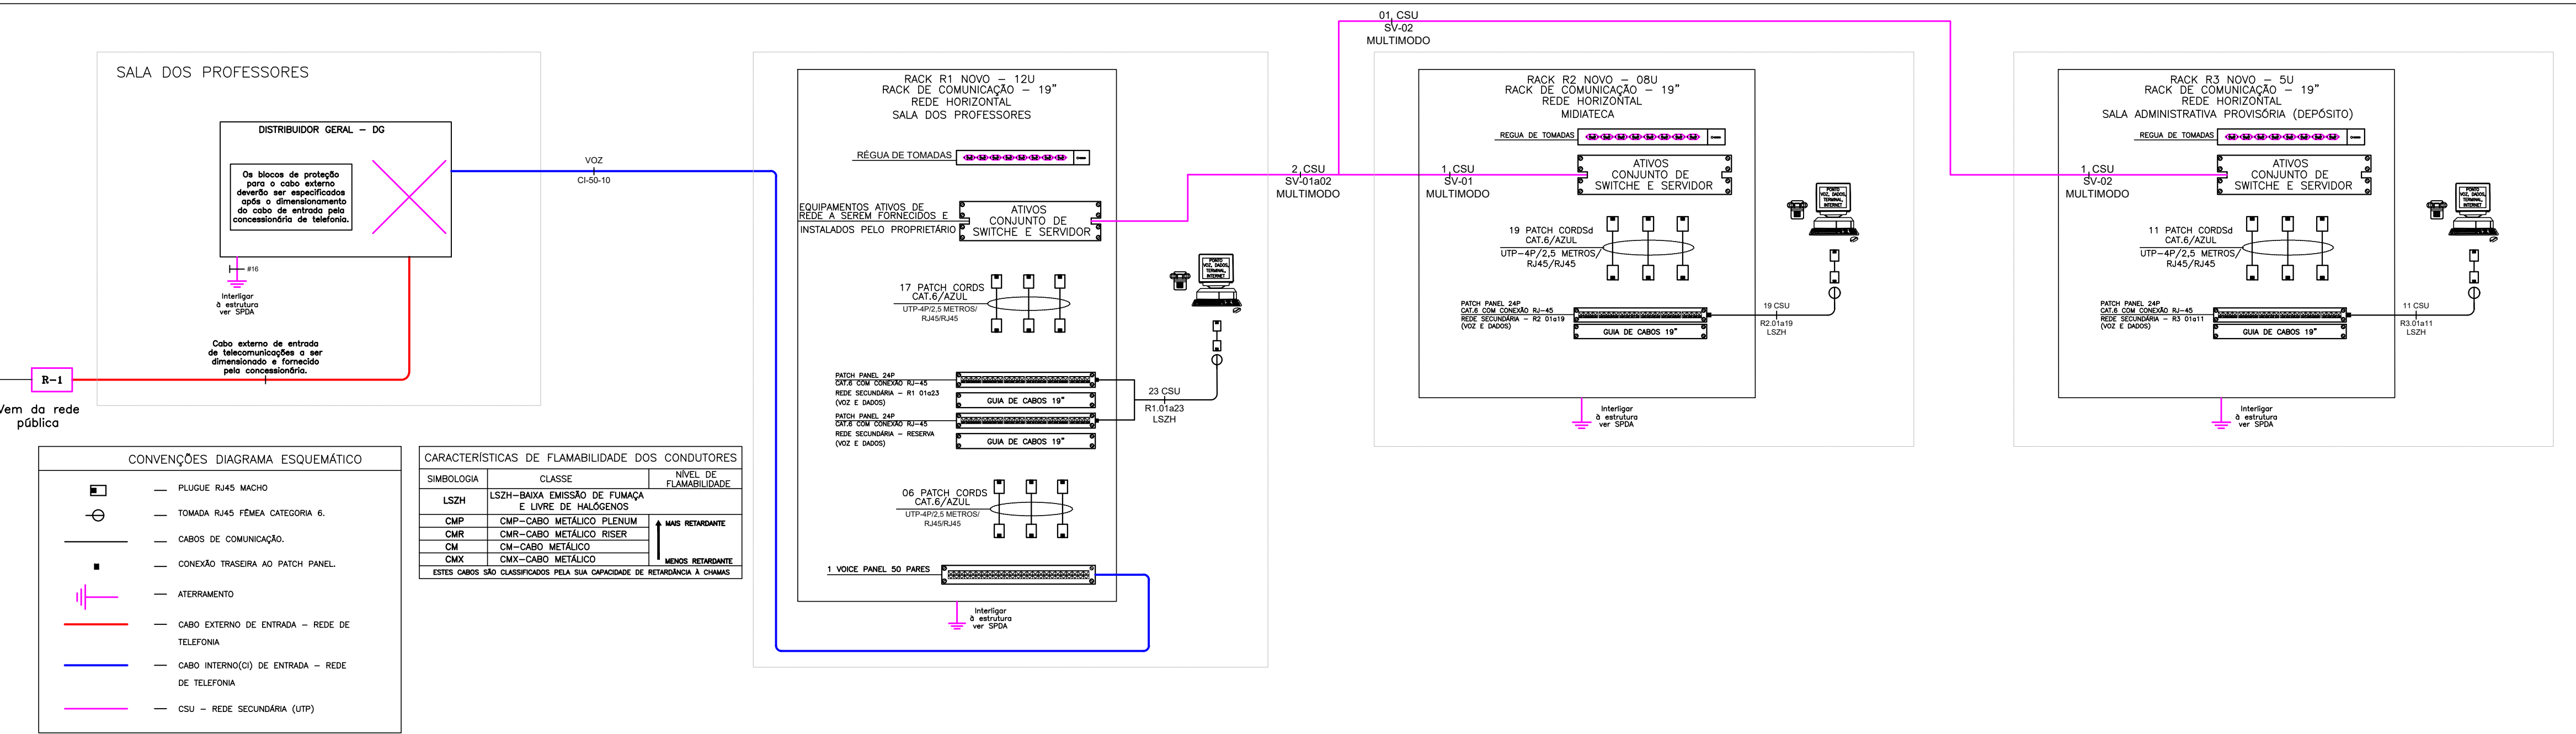 SALA DOS PROFESSORES
DISTRIBUIDOR GERAL – DG
Os blocos de proteção
para o cabo externo
deverão ser especificados
após o dimensionamento
do cabo de entrada pela
concessionária de telefonia.
#16
Interligar
à estrutura
ver SPDA
Cabo externo de entrada
de telecomunicações a ser
dimensionado e fornecido
pela concessionária.
R-1
Vem da rede
pública
VOZ
CI-50-10
RACK R1 NOVO – 12U
RACK DE COMUNICAÇÃO – 19"
REDE HORIZONTAL
SALA DOS PROFESSORES
RÉGUA DE TOMADAS
EQUIPAMENTOS ATIVOS DE
REDE A SEREM FORNECIDOS E
INSTALADOS PELO PROPRIETÁRIO
ATIVOS
CONJUNTO DE
SWITCHE E SERVIDOR
17 PATCH CORDS
CAT.6/AZUL
UTP-4P/2,5 METROS/
RJ45/RJ45
PONTO
VOZ, DADOS,
TERMINAL,
INTERNET
PATCH PANEL 24P
CAT.6 COM CONEXÃO RJ-45
REDE SECUNDÁRIA – R1 01a23
(VOZ E DADOS)
GUIA DE CABOS 19"
PATCH PANEL 24P
CAT.6 COM CONEXÃO RJ-45
REDE SECUNDÁRIA – RESERVA
(VOZ E DADOS)
GUIA DE CABOS 19"
23 CSU
R1.01a23
LSZH
06 PATCH CORDS
CAT.6/AZUL
UTP-4P/2,5 METROS/
RJ45/RJ45
1 VOICE PANEL 50 PARES
Interligar
à estrutura
ver SPDA
2, CSU
SV-01a02
MULTIMODO
01, CSU
SV-02
MULTIMODO
RACK R2 NOVO – 08U
RACK DE COMUNICAÇÃO – 19"
REDE HORIZONTAL
MIDIATECA
REGUA DE TOMADAS
1, CSU
SV-01
MULTIMODO
ATIVOS
CONJUNTO DE
SWITCHE E SERVIDOR
19 PATCH CORDSd
CAT.6/AZUL
UTP-4P/2,5 METROS/
RJ45/RJ45
PONTO
VOZ, DADOS,
TERMINAL,
INTERNET
PATCH PANEL 24P
CAT.6 COM CONEXÃO RJ-45
REDE SECUNDÁRIA – R2 01a19
(VOZ E DADOS)
GUIA DE CABOS 19"
19 CSU
R2.01a19
LSZH
Interligar
à estrutura
ver SPDA
RACK R3 NOVO – 5U
RACK DE COMUNICAÇÃO – 19"
REDE HORIZONTAL
SALA ADMINISTRATIVA PROVISÓRIA (DEPÓSITO)
REGUA DE TOMADAS
1, CSU
SV-02
MULTIMODO
ATIVOS
CONJUNTO DE
SWITCHE E SERVIDOR
11 PATCH CORDSd
CAT.6/AZUL
UTP-4P/2,5 METROS/
RJ45/RJ45
PONTO
VOZ, DADOS,
TERMINAL,
INTERNET
PATCH PANEL 24P
CAT.6 COM CONEXÃO RJ-45
REDE SECUNDÁRIA – R3 01a11
(VOZ E DADOS)
GUIA DE CABOS 19"
11 CSU
R3.01a11
LSZH
Interligar
à estrutura
ver SPDA
CONVENÇÕES DIAGRAMA ESQUEMÁTICO
— PLUGUE RJ45 MACHO
— TOMADA RJ45 FÊMEA CATEGORIA 6.
— CABOS DE COMUNICAÇÃO.
— CONEXÃO TRASEIRA AO PATCH PANEL.
— ATERRAMENTO
— CABO EXTERNO DE ENTRADA – REDE DE
TELEFONIA
— CABO INTERNO(CI) DE ENTRADA – REDE
DE TELEFONIA
— CSU – REDE SECUNDÁRIA (UTP)
CARACTERÍSTICAS DE FLAMABILIDADE DOS CONDUTORES
SIMBOLOGIA CLASSE NÍVEL DE
FLAMABILIDADE
LSZH LSZH–BAIXA EMISSÃO DE FUMAÇA
E LIVRE DE HALÓGENOS
CMP CMP–CABO METÁLICO PLENUM MAIS RETARDANTE
CMR CMR–CABO METÁLICO RISER
CM CM–CABO METÁLICO
CMX CMX–CABO METÁLICO MENOS RETARDANTE
ESTES CABOS SÃO CLASSIFICADOS PELA SUA CAPACIDADE DE RETARDÂNCIA À CHAMAS